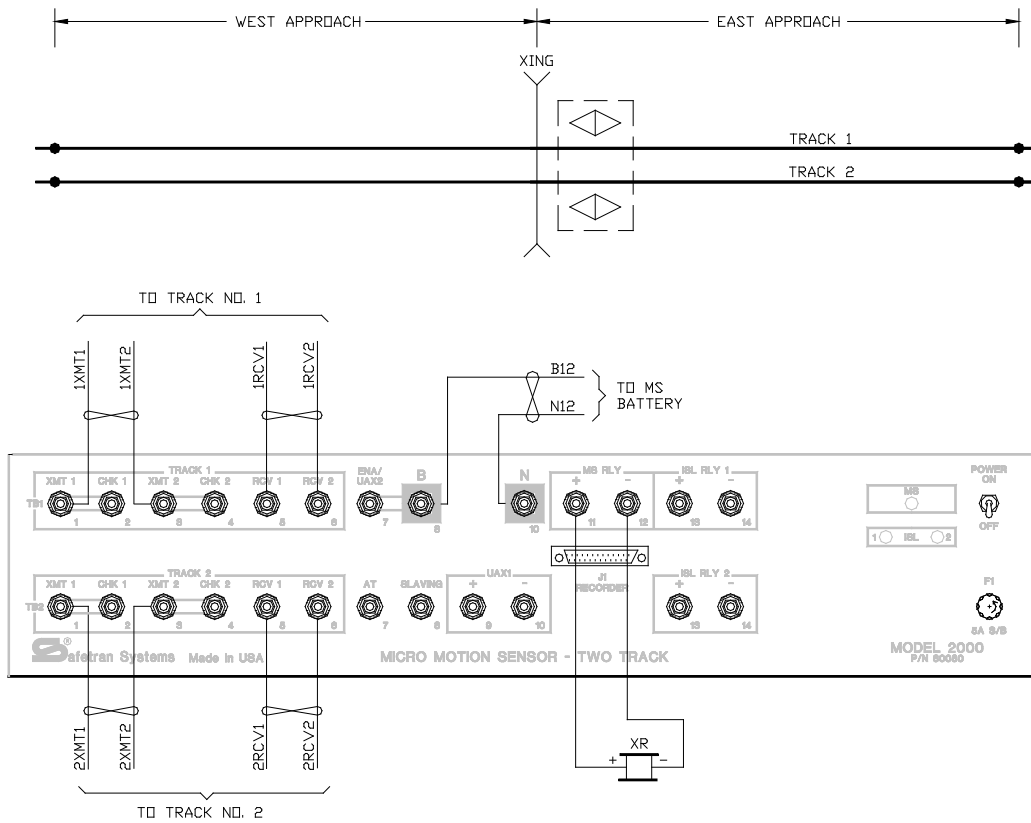 WEST APPROACH
EAST APPROACH
XING
TRACK 1
TRACK 2
TO TRACK NO. 1
1XMT1
1XMT2
1RCV1
1RCV2
B12
N12
TO MS
BATTERY
TRACK 1
XMT 1 CHK 1 XMT 2 CHK 2 RCV 1 RCV 2
ENA/
UAX2
B
N
MS RLY
+ -
ISL RLY 1
+ -
POWER
ON
OFF
MS
1 ISL 2
TB1
1 2 3 4 5 6 7 8 10 11 12 13 14
J1
RECORDER
TRACK 2
XMT 1 CHK 1 XMT 2 CHK 2 RCV 1 RCV 2
AT
SLAVING
UAX1
+ -
ISL RLY 2
+ -
F1
5A S/B
TB2
1 2 3 4 5 6 7 8 9 10 13 14
Safetran Systems ® Made in USA
MICRO MOTION SENSOR - TWO TRACK
MODEL 2000
P/N 80080
2XMT1
2XMT2
2RCV1
2RCV2
XR
+ -
TO TRACK NO. 2